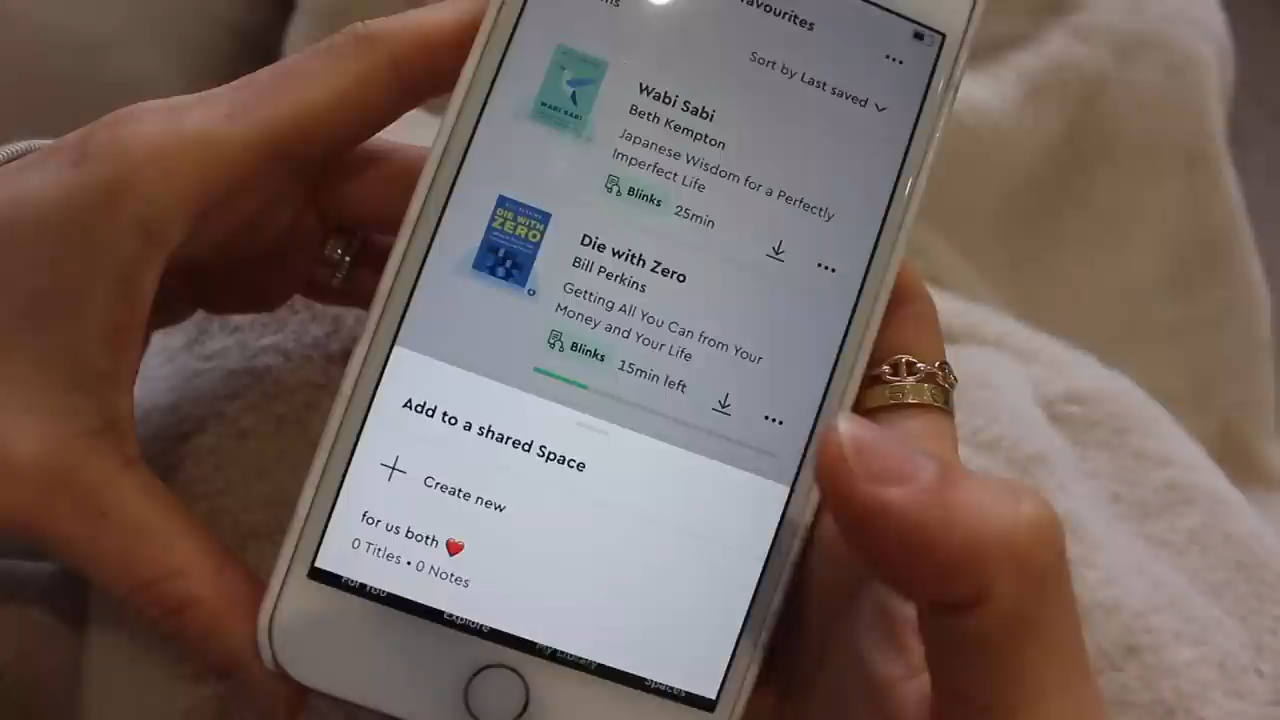 favourites
Sort by Last saved
WABI SABI
Wabi Sabi
Beth Kempton
Japanese Wisdom for a Perfectly
Imperfect Life
Blinks 25min
DIE WITH
ZERO
Die with Zero
Bill Perkins
Getting All You Can from Your
Money and Your Life
Blinks 15min left
Add to a shared Space
Create new
for us both ❤️
0 Titles • 0 Notes
For You
Explore
My Library
Spaces